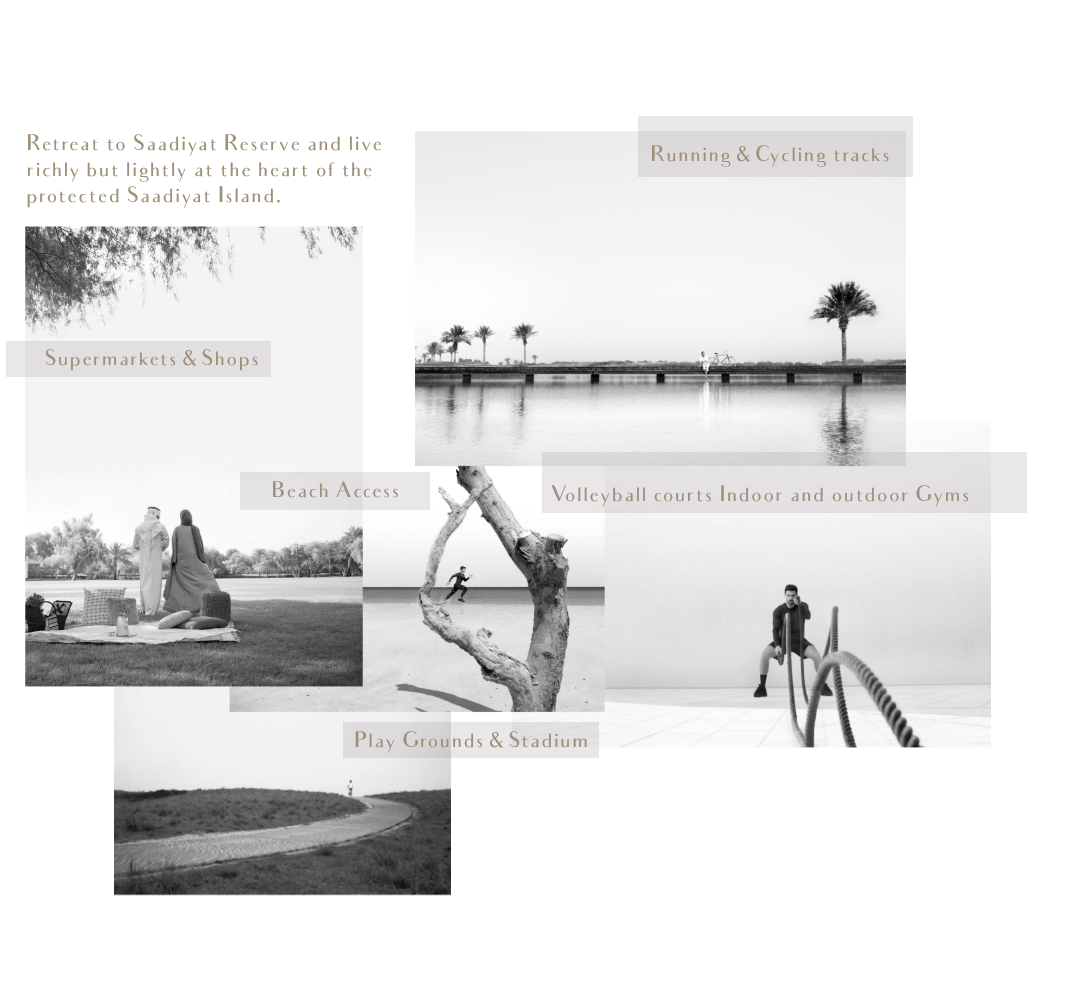 Retreat to Saadiyat Reserve and live
richly but lightly at the heart of the
protected Saadiyat Island.
Running & Cycling tracks
Supermarkets & Shops
Beach Access
Volleyball courts Indoor and outdoor Gyms
Play Grounds & Stadium